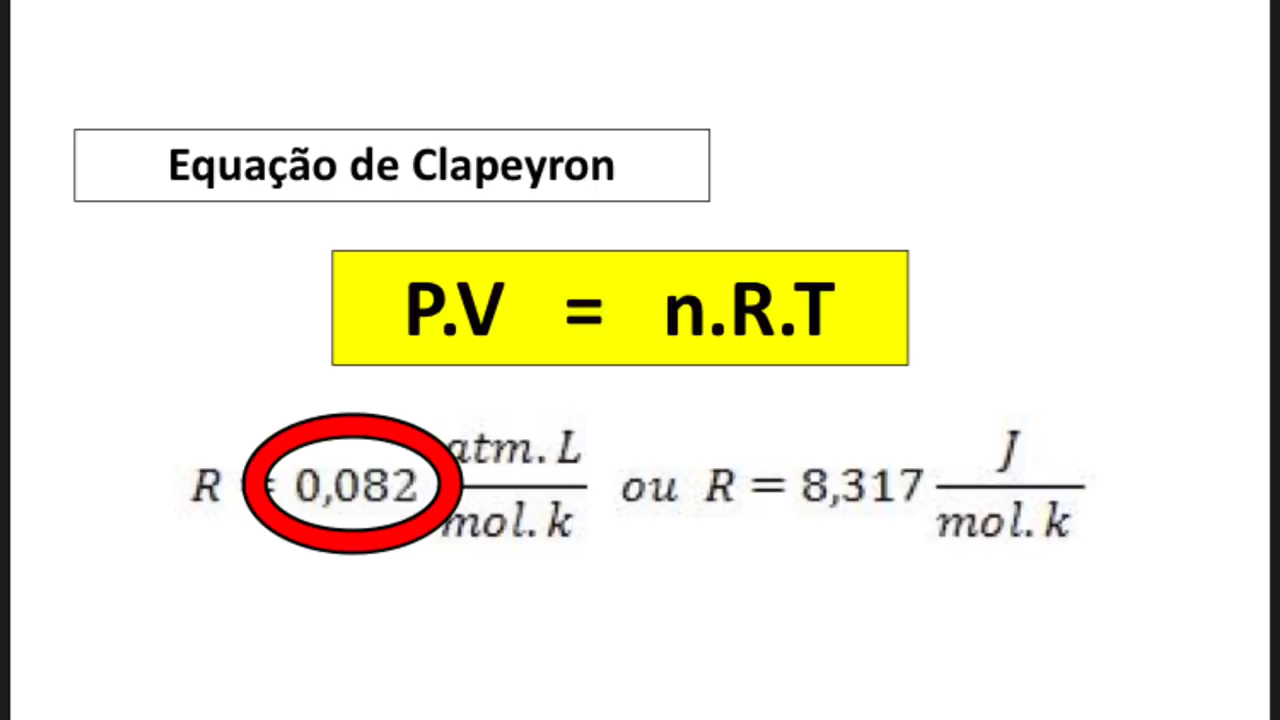 Equação de Clapeyron
P.V = n.R.T
R = 0,082 atm. L / mol. k ou R = 8,317 J / mol. k